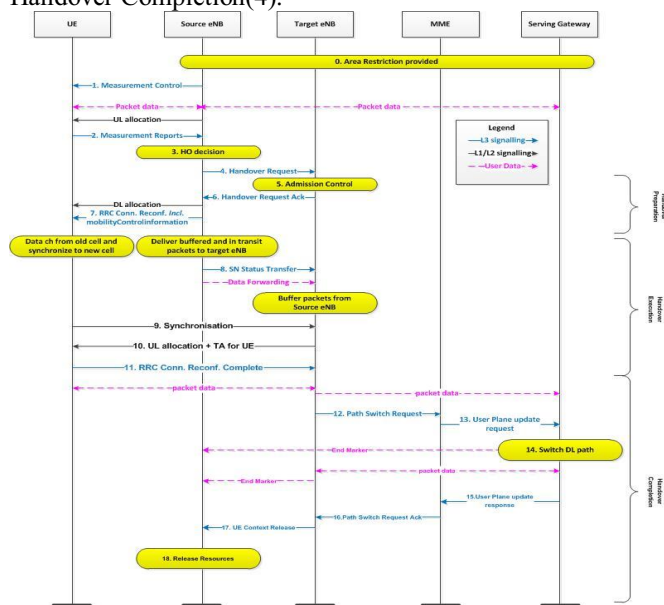 Handover Completion(4).
UE
Source eNB
Target eNB
MME
Serving Gateway
0. Area Restriction provided
1. Measurement Control
Packet data
Packet data
UL allocation
2. Measurement Reports
3. HO decision
Legend
L3 signalling
L1/L2 signalling
User Data
4. Handover Request
5. Admission Control
6. Handover Request Ack
DL allocation
7. RRC Conn. Reconf. Incl.
mobilityControlinformation
Handover
Preparation
Data ch from old cell and
synchronize to new cell
Deliver buffered and in transit
packets to target eNB
8. SN Status Transfer
Data Forwarding
Buffer packets from
Source eNB
Handover
Execution
9. Synchronisation
10. UL allocation + TA for UE
11. RRC Conn. Reconf. Complete
packet data
packet data
12. Path Switch Request
13. User Plane update
request
End Marker
14. Switch DL path
packet data
End Marker
Handover
Completion
15.User Plane update
response
16.Path Switch Request Ack
17. UE Context Release
18. Release Resources